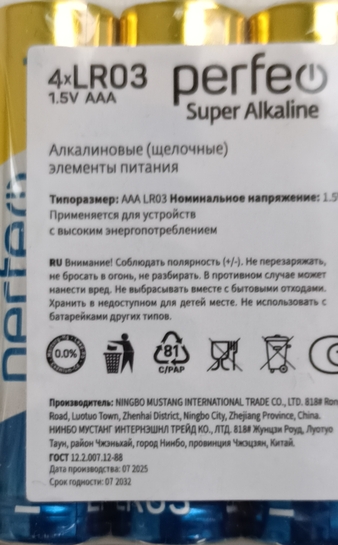 4xLR03
1.5V AAA
perfeo
Super Alkaline
Алкалиновые (щелочные)
элементы питания
Типоразмер: AAA LR03 Номинальное напряжение: 1.5
Применяется для устройств
с высоким энергопотреблением
RU Внимание! Соблюдать полярность (+/-). Не перезаряжать,
не бросать в огонь, не разбирать. В противном случае может
нанести вред. Не выбрасывать вместе с бытовыми отходами.
Хранить в недоступном для детей месте. Не использовать с
батарейками других типов.
0.0%
81
C/PAP
Производитель: NINGBO MUSTANG INTERNATIONAL TRADE CO., LTD. 818# Ron
Road, Luotuo Town, Zhenhai District, Ningbo City, Zhejiang Province, China.
НИНБО МУСТАНГ ИНТЕРНЭШНЛ ТРЕЙД КО., ЛТД. 818# Жунцзи Роуд, Луотуо
Таун, район Чжэньхай, город Нинбо, провинция Чжэцзян, Китай.
ГОСТ 12.2.007.12-88
Дата производства: 07 2025
Срок годности: 07 2032
perfeo